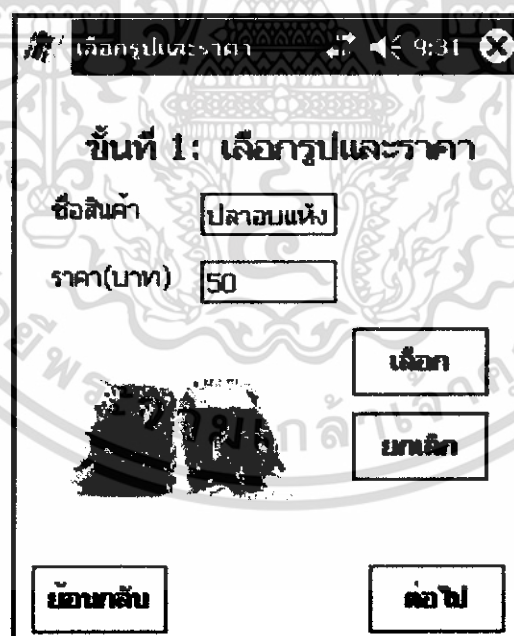 เลือกรูปและราคา 9:31
ขั้นที่ 1: เลือกรูปและราคา
ชื่อสินค้า ปลาอบแห้ง
ราคา(บาท) 50
เลือก
ยกเลิก
ย้อนกลับ ต่อไป